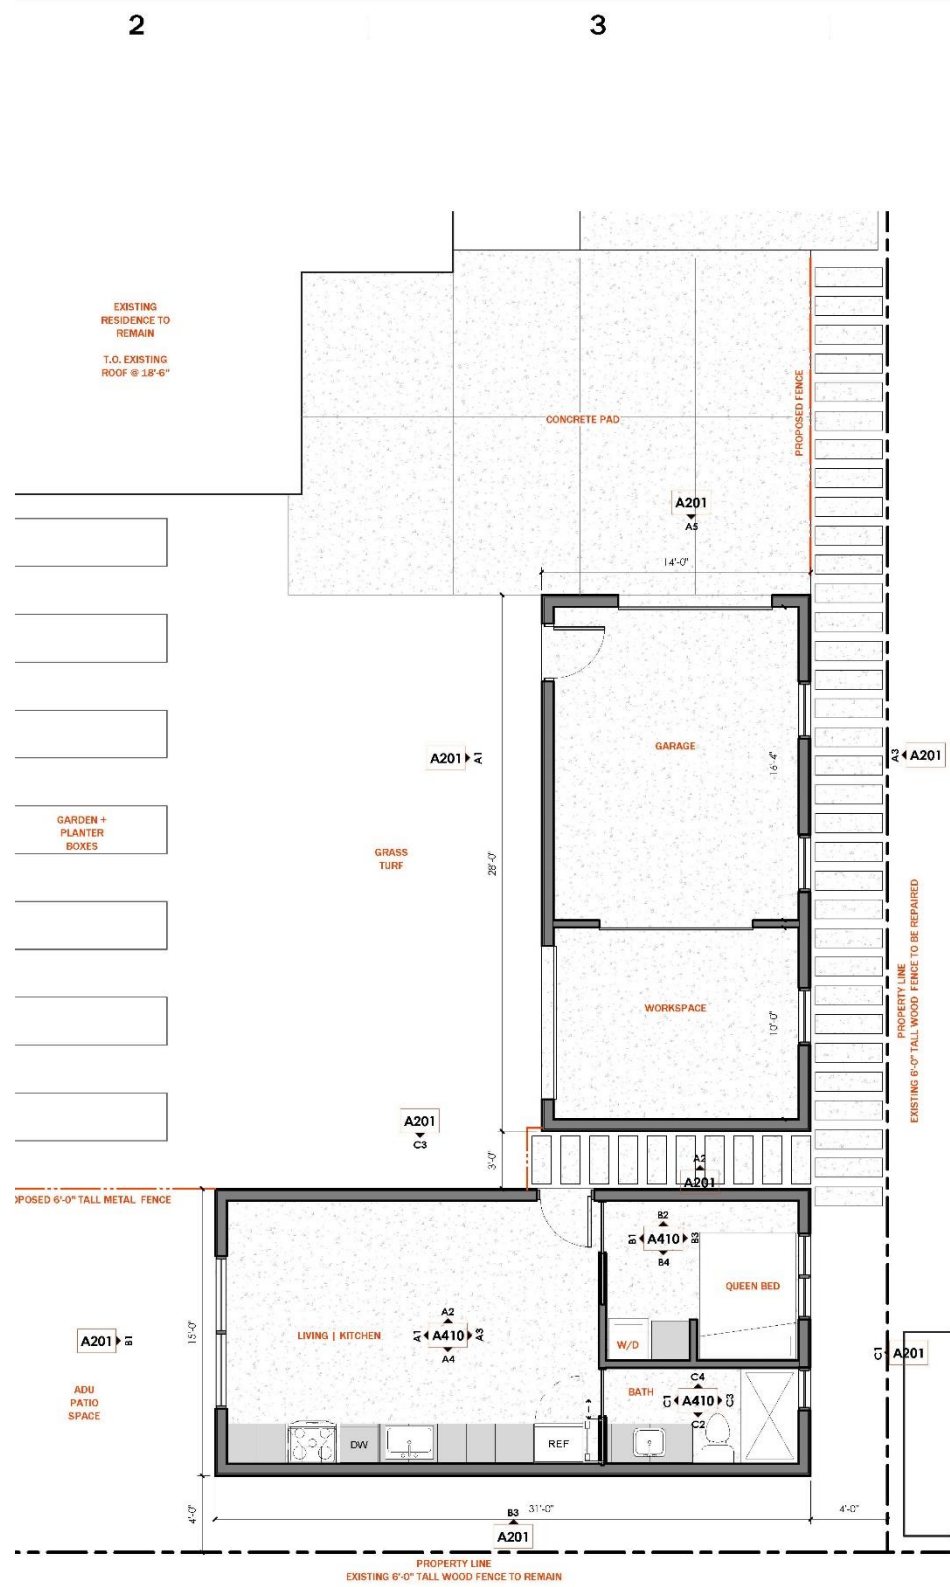 2
3
EXISTING
RESIDENCE TO
REMAIN
T.O. EXISTING
ROOF @ 18'-6"
CONCRETE PAD
PROPOSED FENCE
A201
A5
14'-0"
A201
A1
GARAGE
16'-4"
A3
A201
GARDEN +
PLANTER
BOXES
GRASS
TURF
28'-0"
PROPERTY LINE
EXISTING 6'-0" TALL WOOD FENCE TO BE REPAIRED
WORKSPACE
10'-0"
A201
C3
3'-0"
A2
A201
OPOSED 6'-0" TALL METAL FENCE
B2
B1
A410
B3
B4
QUEEN BED
A201
B1
15'-0"
LIVING | KITCHEN
A2
A1
A410
A3
A4
W/D
C1
A201
ADU
PATIO
SPACE
BATH
C4
C1
A410
C3
C2
DW
REF
4'-0"
B3
31'-0"
4'-0"
A201
PROPERTY LINE
EXISTING 6'-0" TALL WOOD FENCE TO REMAIN